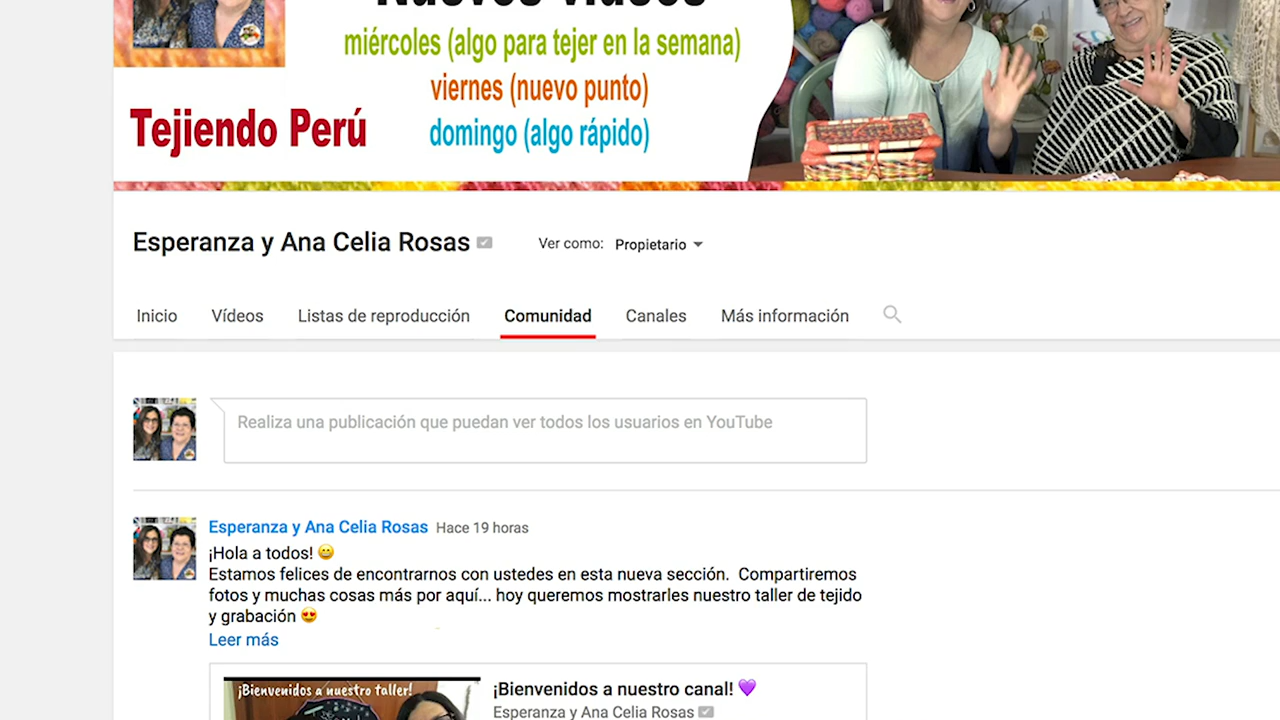 Nuevos videos
miércoles (algo para tejer en la semana)
viernes (nuevo punto)
domingo (algo rápido)
Tejiendo Perú
Esperanza y Ana Celia Rosas
Ver como: Propietario
Inicio Vídeos Listas de reproducción Comunidad Canales Más información
Realiza una publicación que puedan ver todos los usuarios en YouTube
Esperanza y Ana Celia Rosas Hace 19 horas
¡Hola a todos! 😀
Estamos felices de encontrarnos con ustedes en esta nueva sección. Compartiremos
fotos y muchas cosas más por aquí... hoy queremos mostrarles nuestro taller de tejido
y grabación 😍
Leer más
¡Bienvenidos a nuestro taller!
¡Bienvenidos a nuestro canal! 💜
Esperanza y Ana Celia Rosas